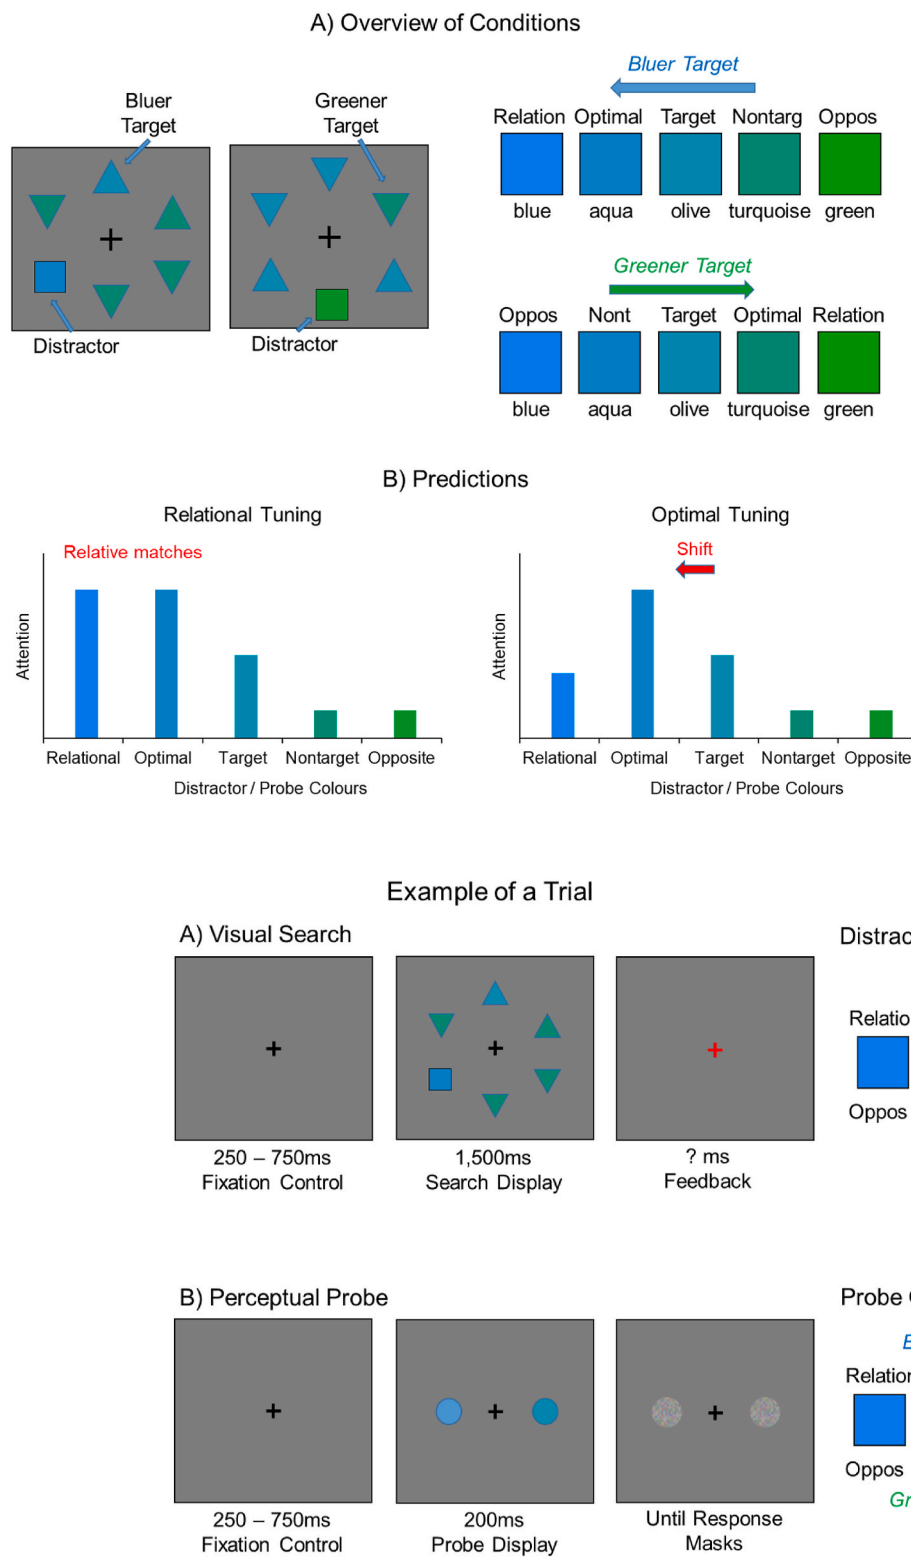 A) Overview of Conditions
Bluer
Target
Greener
Target
Distractor
Distractor
Bluer Target
Relation Optimal Target Nontarg Oppos
blue aqua olive turquoise green
Greener Target
Oppos Nont Target Optimal Relation
blue aqua olive turquoise green
B) Predictions
Relational Tuning
Relative matches
Attention
Relational Optimal Target Nontarget Opposite
Distractor / Probe Colours
Optimal Tuning
Shift
Attention
Relational Optimal Target Nontarget Opposite
Distractor / Probe Colours
Example of a Trial
A) Visual Search
Distrac
250 – 750ms
Fixation Control
1,500ms
Search Display
? ms
Feedback
Relatio
Oppos
B) Perceptual Probe
Probe
250 – 750ms
Fixation Control
200ms
Probe Display
Until Response
Masks
Relation
Oppos
Gr